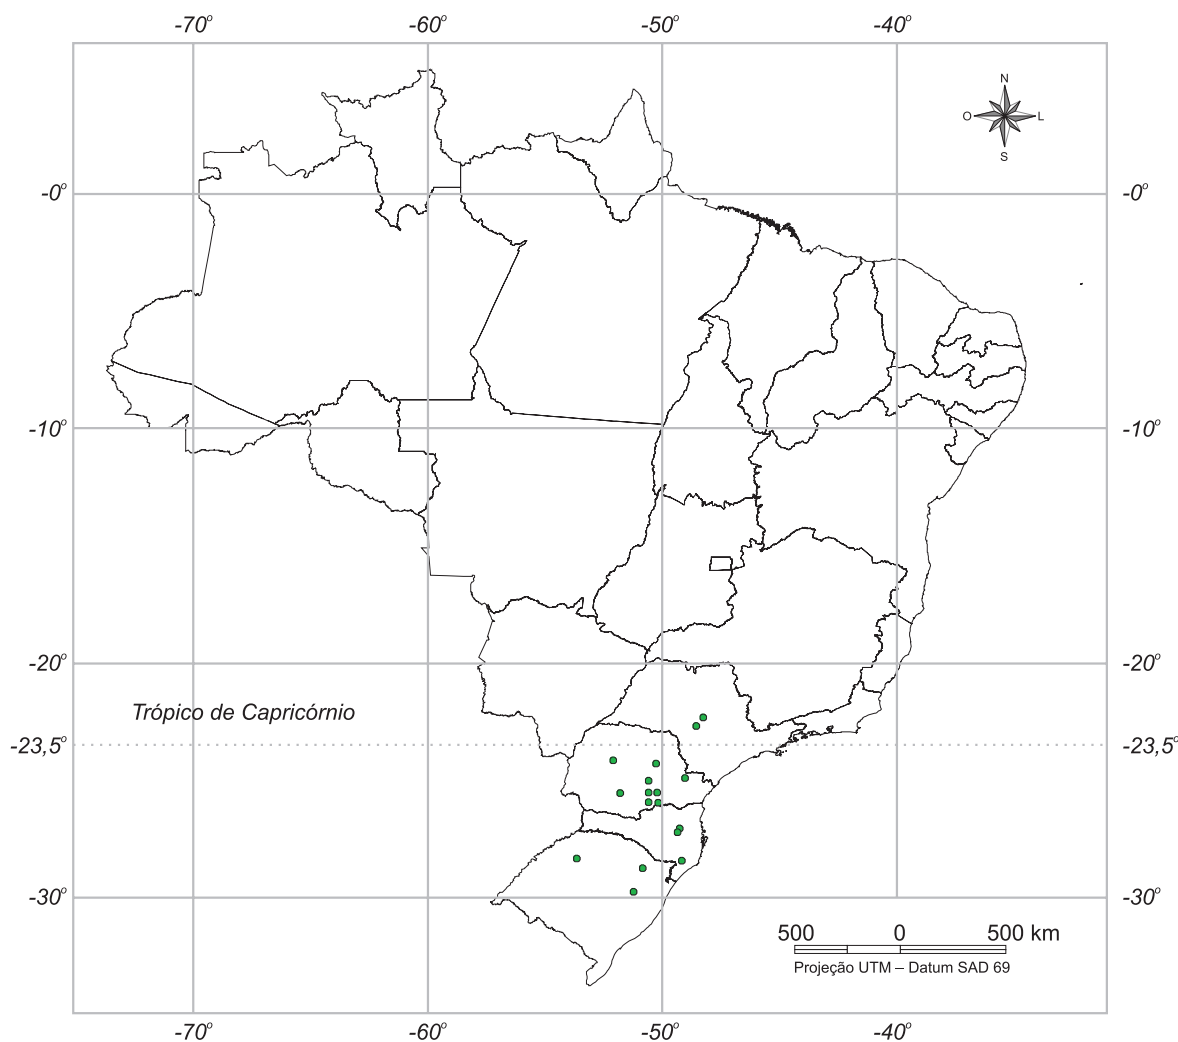 -70º -60º -50º -40º
N
O L
S
-0º -0º
-10º -10º
-20º -20º
Trópico de Capricórnio
-23,5º -23,5º
-30º -30º
500 0 500 km
Projeção UTM – Datum SAD 69
-70º -60º -50º -40º